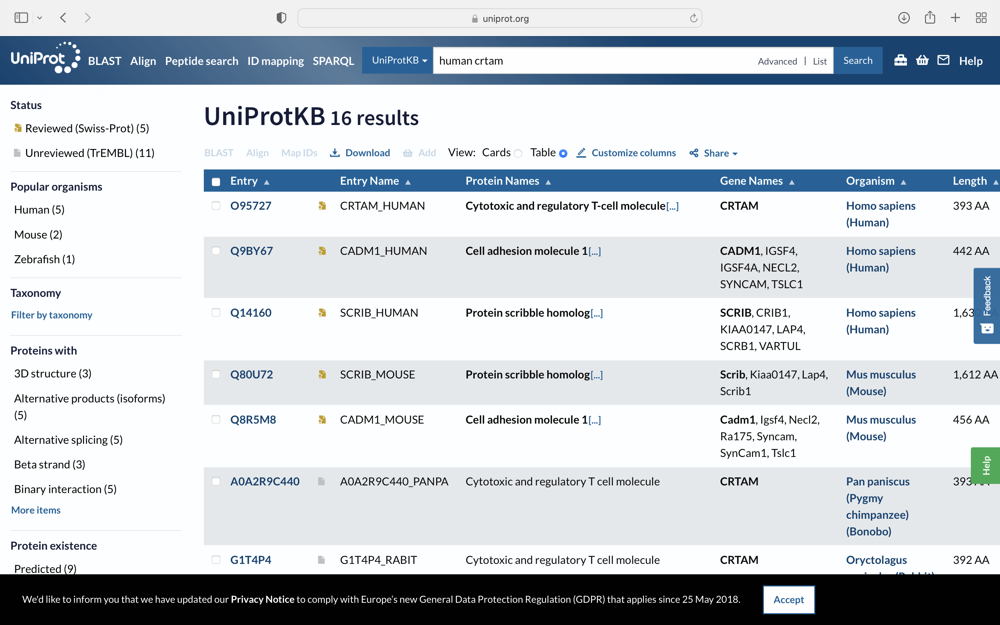 uniprot.org
UniProt
BLAST Align Peptide search ID mapping SPARQL UniProtKB human crtam Advanced | List Search Help
Status
Reviewed (Swiss-Prot) (5)
Unreviewed (TrEMBL) (11)
Popular organisms
Human (5)
Mouse (2)
Zebrafish (1)
Taxonomy
Filter by taxonomy
Proteins with
3D structure (3)
Alternative products (isoforms)
(5)
Alternative splicing (5)
Beta strand (3)
Binary interaction (5)
More items
Protein existence
Predicted (9)
UniProtKB 16 results
BLAST Align Map IDs Download Add View: Cards Table Customize columns Share
Entry Entry Name Protein Names Gene Names Organism Length
O95727 CRTAM_HUMAN Cytotoxic and regulatory T-cell molecule[...] CRTAM Homo sapiens 393 AA
(Human)
Q9BY67 CADM1_HUMAN Cell adhesion molecule 1[...] CADM1, IGSF4, Homo sapiens 442 AA
IGSF4A, NECL2, (Human)
SYNCAM, TSLC1
Q14160 SCRIB_HUMAN Protein scribble homolog[...] SCRIB, CRIB1, Homo sapiens 1,630 AA
KIAA0147, LAP4, (Human)
SCRB1, VARTUL
Q80U72 SCRIB_MOUSE Protein scribble homolog[...] Scrib, Kiaa0147, Lap4, Mus musculus 1,612 AA
Scrib1 (Mouse)
Q8R5M8 CADM1_MOUSE Cell adhesion molecule 1[...] Cadm1, Igsf4, Necl2, Mus musculus 456 AA
Ra175, Syncam, (Mouse)
SynCam1, Tslc1
A0A2R9C440 A0A2R9C440_PANPA Cytotoxic and regulatory T cell molecule CRTAM Pan paniscus 393 AA
(Pygmy
chimpanzee)
(Bonobo)
G1T4P4 G1T4P4_RABIT Cytotoxic and regulatory T cell molecule CRTAM Oryctolagus 392 AA
Feedback
Help
We'd like to inform you that we have updated our Privacy Notice to comply with Europe’s new General Data Protection Regulation (GDPR) that applies since 25 May 2018. Accept